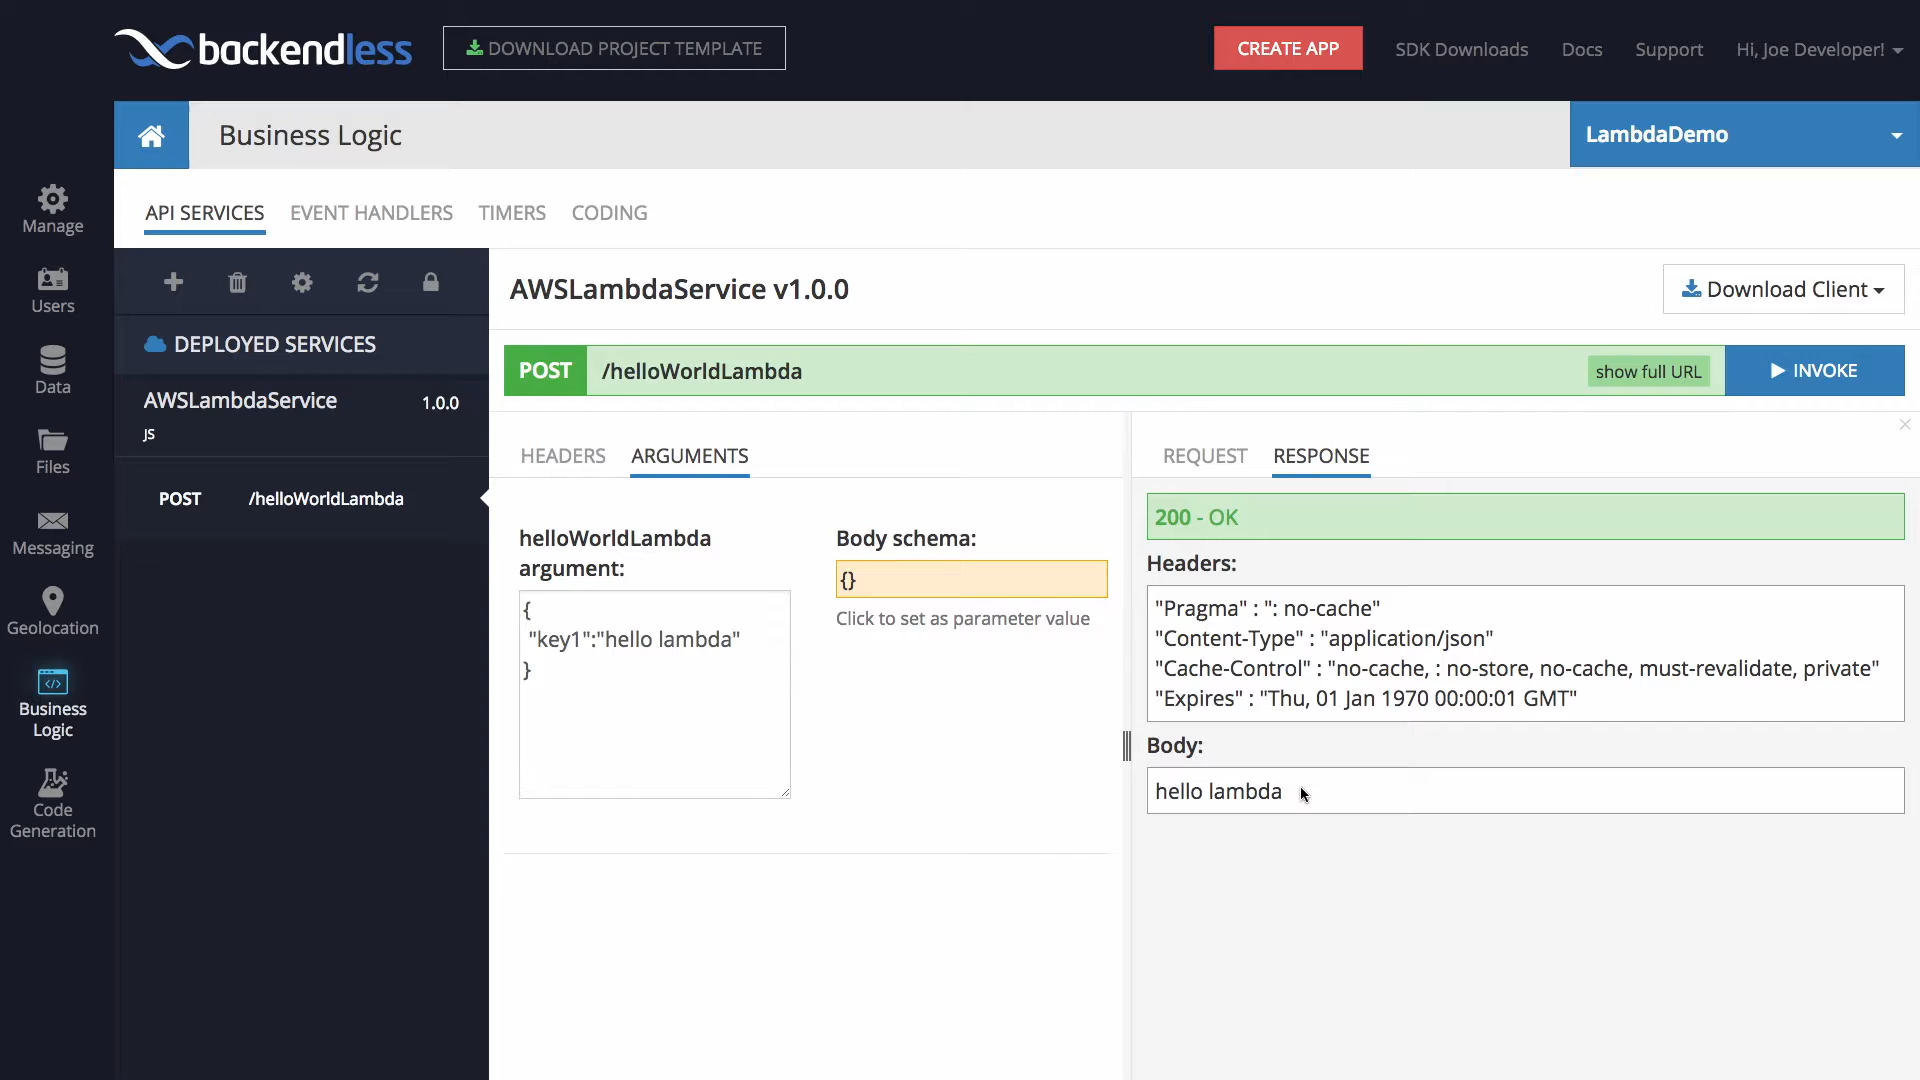 backendless
DOWNLOAD PROJECT TEMPLATE
CREATE APP
SDK Downloads
Docs
Support
Hi, Joe Developer!
Business Logic
LambdaDemo
Manage
Users
Data
Files
Messaging
Geolocation
Business
Logic
Code
Generation
API SERVICES
EVENT HANDLERS
TIMERS
CODING
DEPLOYED SERVICES
AWSLambdaService
1.0.0
JS
POST
/helloWorldLambda
AWSLambdaService v1.0.0
Download Client
POST
/helloWorldLambda
show full URL
INVOKE
HEADERS
ARGUMENTS
helloWorldLambda
argument:
{
"key1":"hello lambda"
}
Body schema:
{}
Click to set as parameter value
REQUEST
RESPONSE
200 - OK
Headers:
"Pragma" : ": no-cache"
"Content-Type" : "application/json"
"Cache-Control" : "no-cache, : no-store, no-cache, must-revalidate, private"
"Expires" : "Thu, 01 Jan 1970 00:00:01 GMT"
Body:
hello lambda